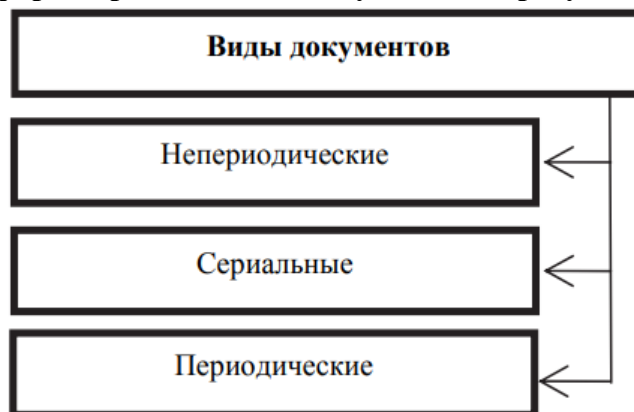 Виды документов
Непериодические
Сериальные
Периодические